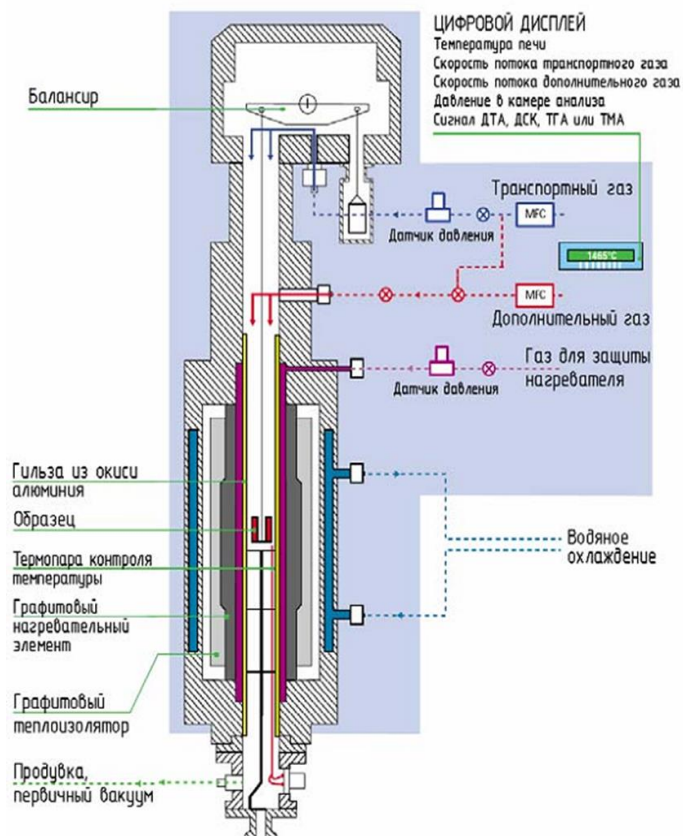 ЦИФРОВОЙ ДИСПЛЕЙ
Температура печи
Скорость потока транспортного газа
Скорость потока дополнительного газа
Давление в камере анализа
Сигнал ДТА, ДСК, ТГА или ТМА
Балансир
Транспортный газ
MFC
Датчик давления
1465°C
MFC
Дополнительный газ
Газ для защиты
нагревателя
Датчик давления
Гильза из окиси
алюминия
Образец
Термопара контроля
температуры
Графитовый
нагревательный
элемент
Графитовый
теплоизолятор
Продувка,
первичный вакуум
Водяное
охлаждение